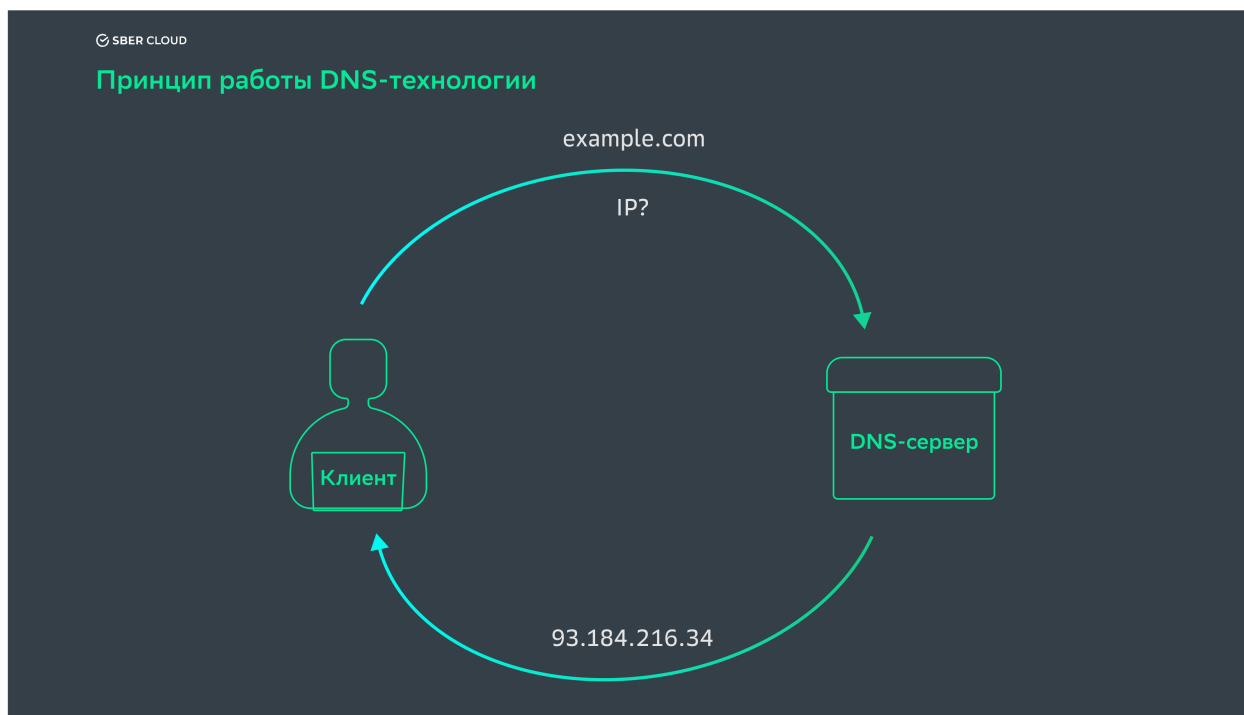 SBER CLOUD
Принцип работы DNS-технологии
example.com
IP?
Клиент
DNS-сервер
93.184.216.34